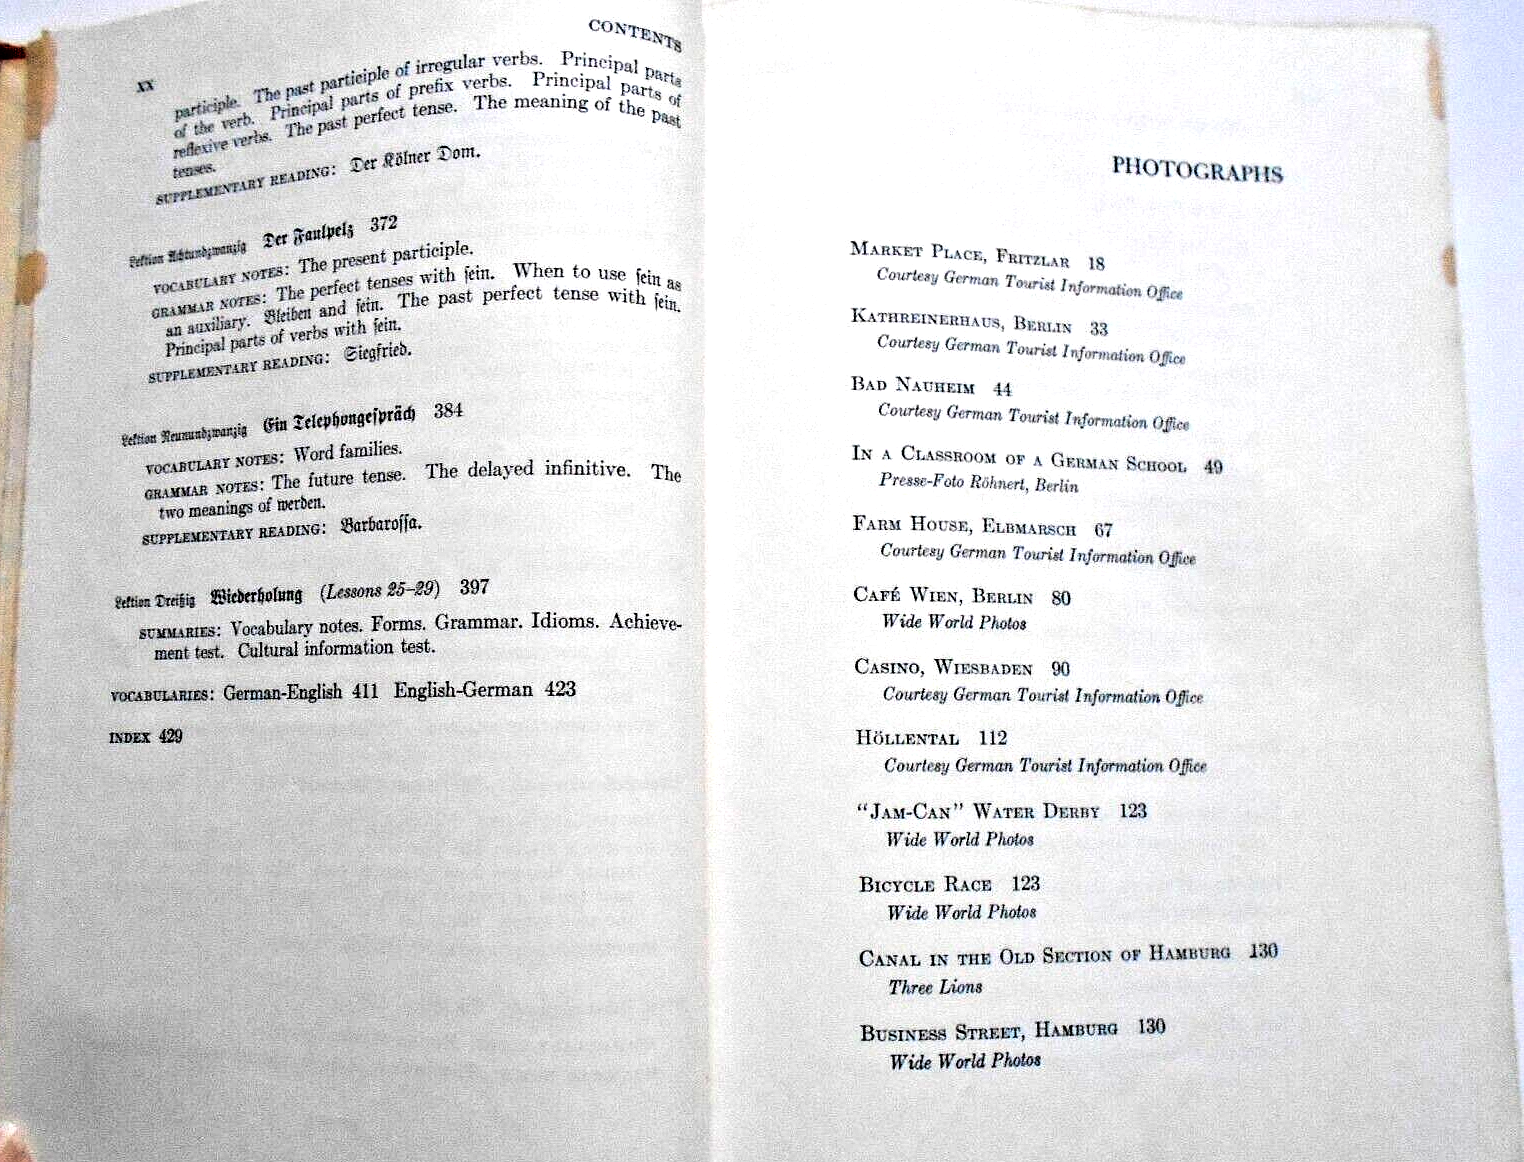 xx
CONTENTS
participle. The past participle of irregular verbs. Principal parts
of the verb. Principal parts of prefix verbs. Principal parts of
reflexive verbs. The past perfect tense. The meaning of the past
tenses.
SUPPLEMENTARY READING: Der Kölner Dom.
Lektion Achtundzwanzig Der Faulpelz 372
VOCABULARY NOTES: The present participle.
GRAMMAR NOTES: The perfect tenses with sein. When to use sein as
an auxiliary. Bleiben and sein. The past perfect tense with sein.
Principal parts of verbs with sein.
SUPPLEMENTARY READING: Siegfried.
Lektion Neunundzwanzig Ein Telephongespräch 384
VOCABULARY NOTES: Word families.
GRAMMAR NOTES: The future tense. The delayed infinitive. The
two meanings of werden.
SUPPLEMENTARY READING: Barbarossa.
Lektion Dreißig Wiederholung (Lessons 25–29) 397
SUMMARIES: Vocabulary notes. Forms. Grammar. Idioms. Achieve-
ment test. Cultural information test.
VOCABULARIES: German-English 411 English-German 423
INDEX 429
PHOTOGRAPHS
MARKET PLACE, FRITZLAR 18
Courtesy German Tourist Information Office
KATHREINERHAUS, BERLIN 33
Courtesy German Tourist Information Office
BAD NAUHEIM 44
Courtesy German Tourist Information Office
IN A CLASSROOM OF A GERMAN SCHOOL 49
Presse-Foto Röhnert, Berlin
FARM HOUSE, ELBMARSCH 67
Courtesy German Tourist Information Office
CAFÉ WIEN, BERLIN 80
Wide World Photos
CASINO, WIESBADEN 90
Courtesy German Tourist Information Office
HÖLLENTAL 112
Courtesy German Tourist Information Office
“JAM-CAN” WATER DERBY 123
Wide World Photos
BICYCLE RACE 123
Wide World Photos
CANAL IN THE OLD SECTION OF HAMBURG 130
Three Lions
BUSINESS STREET, HAMBURG 130
Wide World Photos